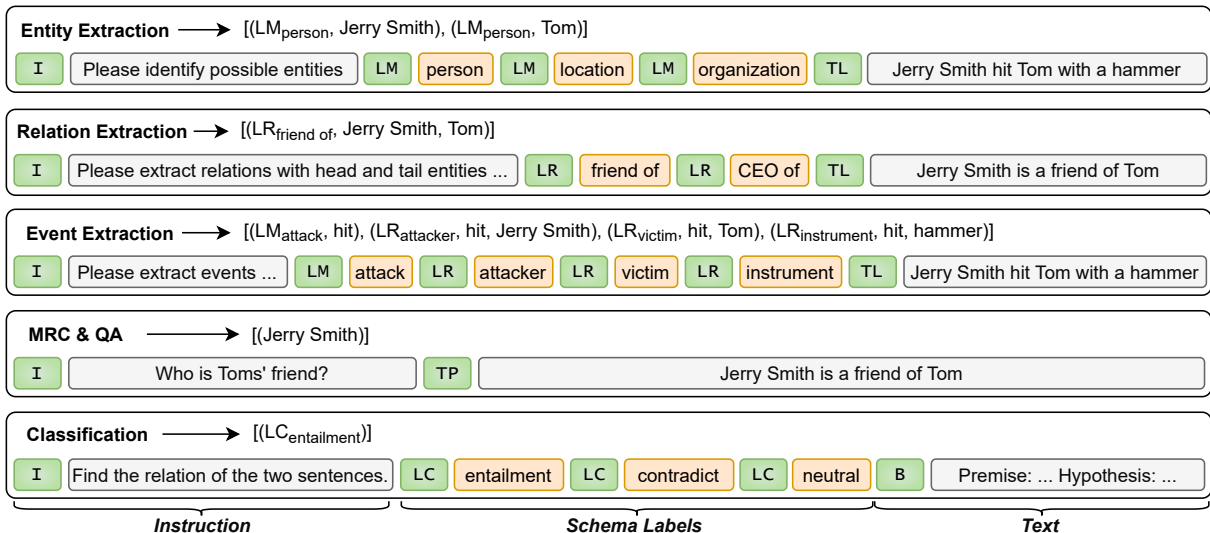 Entity Extraction [(LMperson, Jerry Smith), (LMperson, Tom)]
I Please identify possible entities LM person LM location LM organization TL Jerry Smith hit Tom with a hammer
Relation Extraction [(LRfriend of, Jerry Smith, Tom)]
I Please extract relations with head and tail entities ... LR friend of LR CEO of TL Jerry Smith is a friend of Tom
Event Extraction [(LMattack, hit), (LRattacker, hit, Jerry Smith), (LRvictim, hit, Tom), (LRinstrument, hit, hammer)]
I Please extract events ... LM attack LR attacker LR victim LR instrument TL Jerry Smith hit Tom with a hammer
MRC & QA [(Jerry Smith)]
I Who is Toms' friend? TP Jerry Smith is a friend of Tom
Classification [(LCentailment)]
I Find the relation of the two sentences. LC entailment LC contradict LC neutral B Premise: ... Hypothesis: ...
Instruction Schema Labels Text